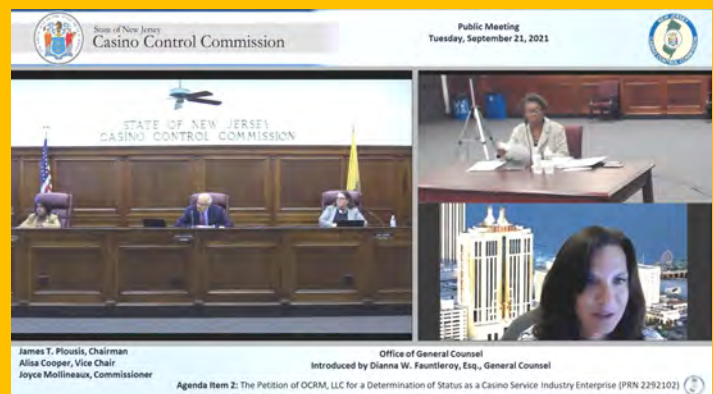 State of New Jersey
Casino Control Commission
Public Meeting
Tuesday, September 21, 2021
STATE OF NEW JERSEY
CASINO CONTROL COMMISSION
James T. Plousis, Chairman
Alisa Cooper, Vice Chair
Joyce Mollineaux, Commissioner
Office of General Counsel
Introduced by Dianna W. Fauntleroy, Esq., General Counsel
Agenda Item 2: The Petition of OCRM, LLC for a Determination of Status as a Casino Service Industry Enterprise (PRN 2292102)